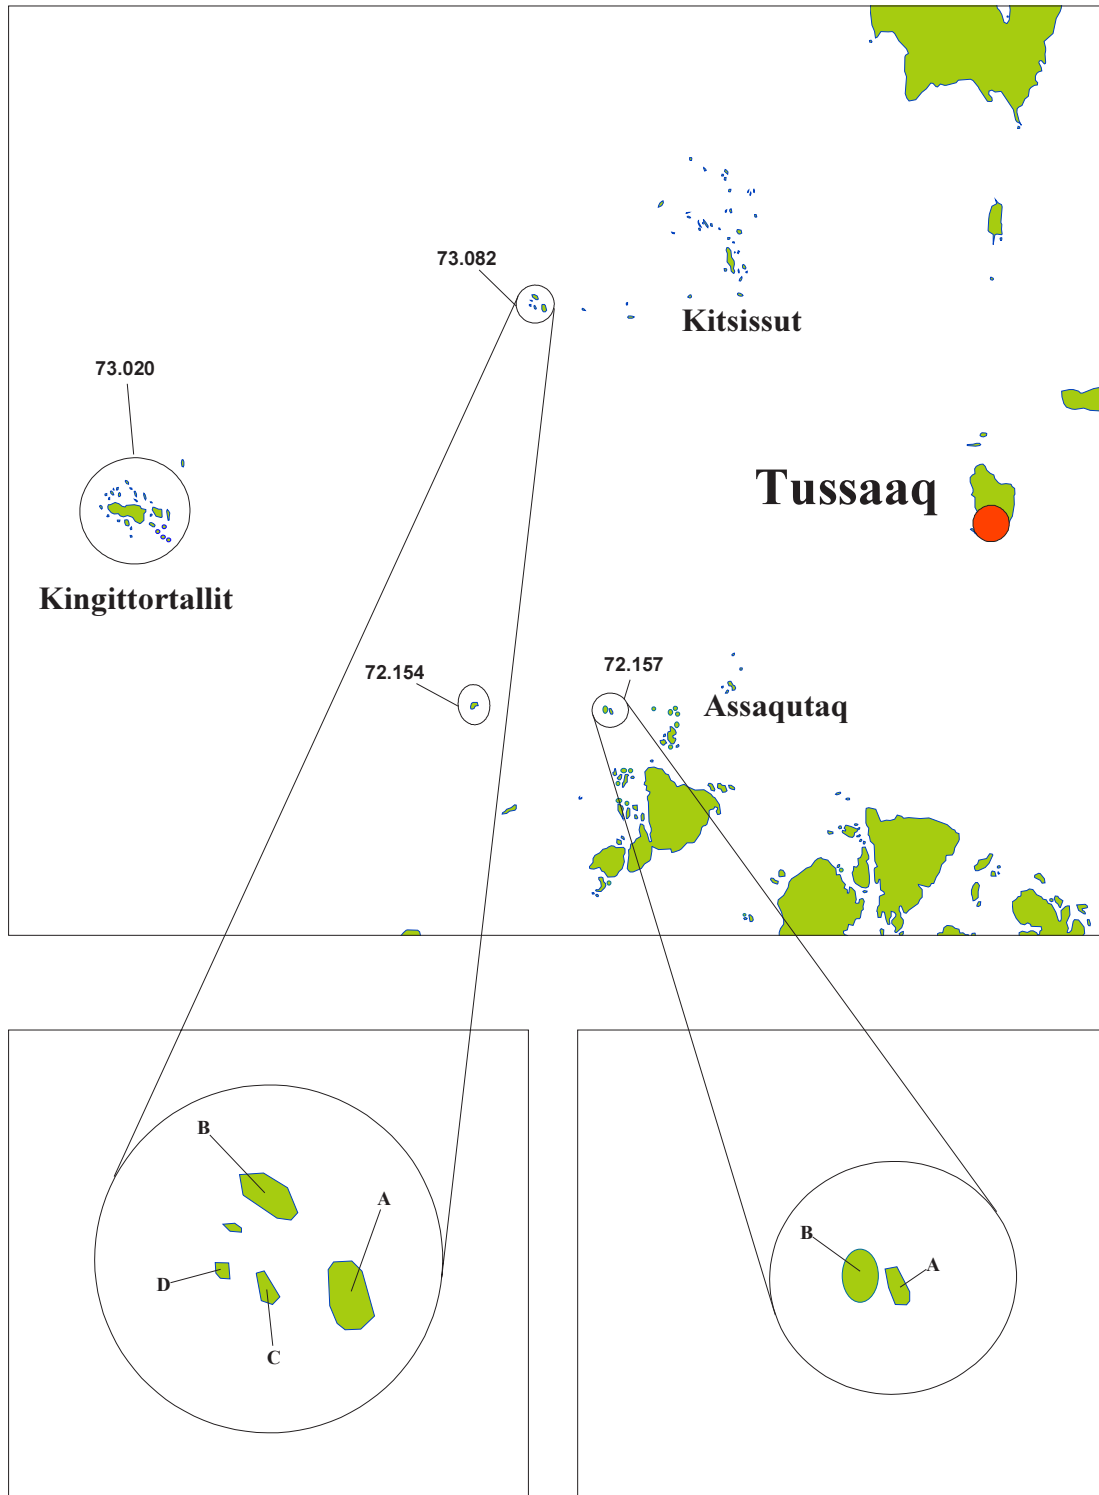 73.082
Kitsissut
73.020
Tussaaq
Kingittortallit
72.154
72.157
Assaqutaq
B
A
D
C
B
A